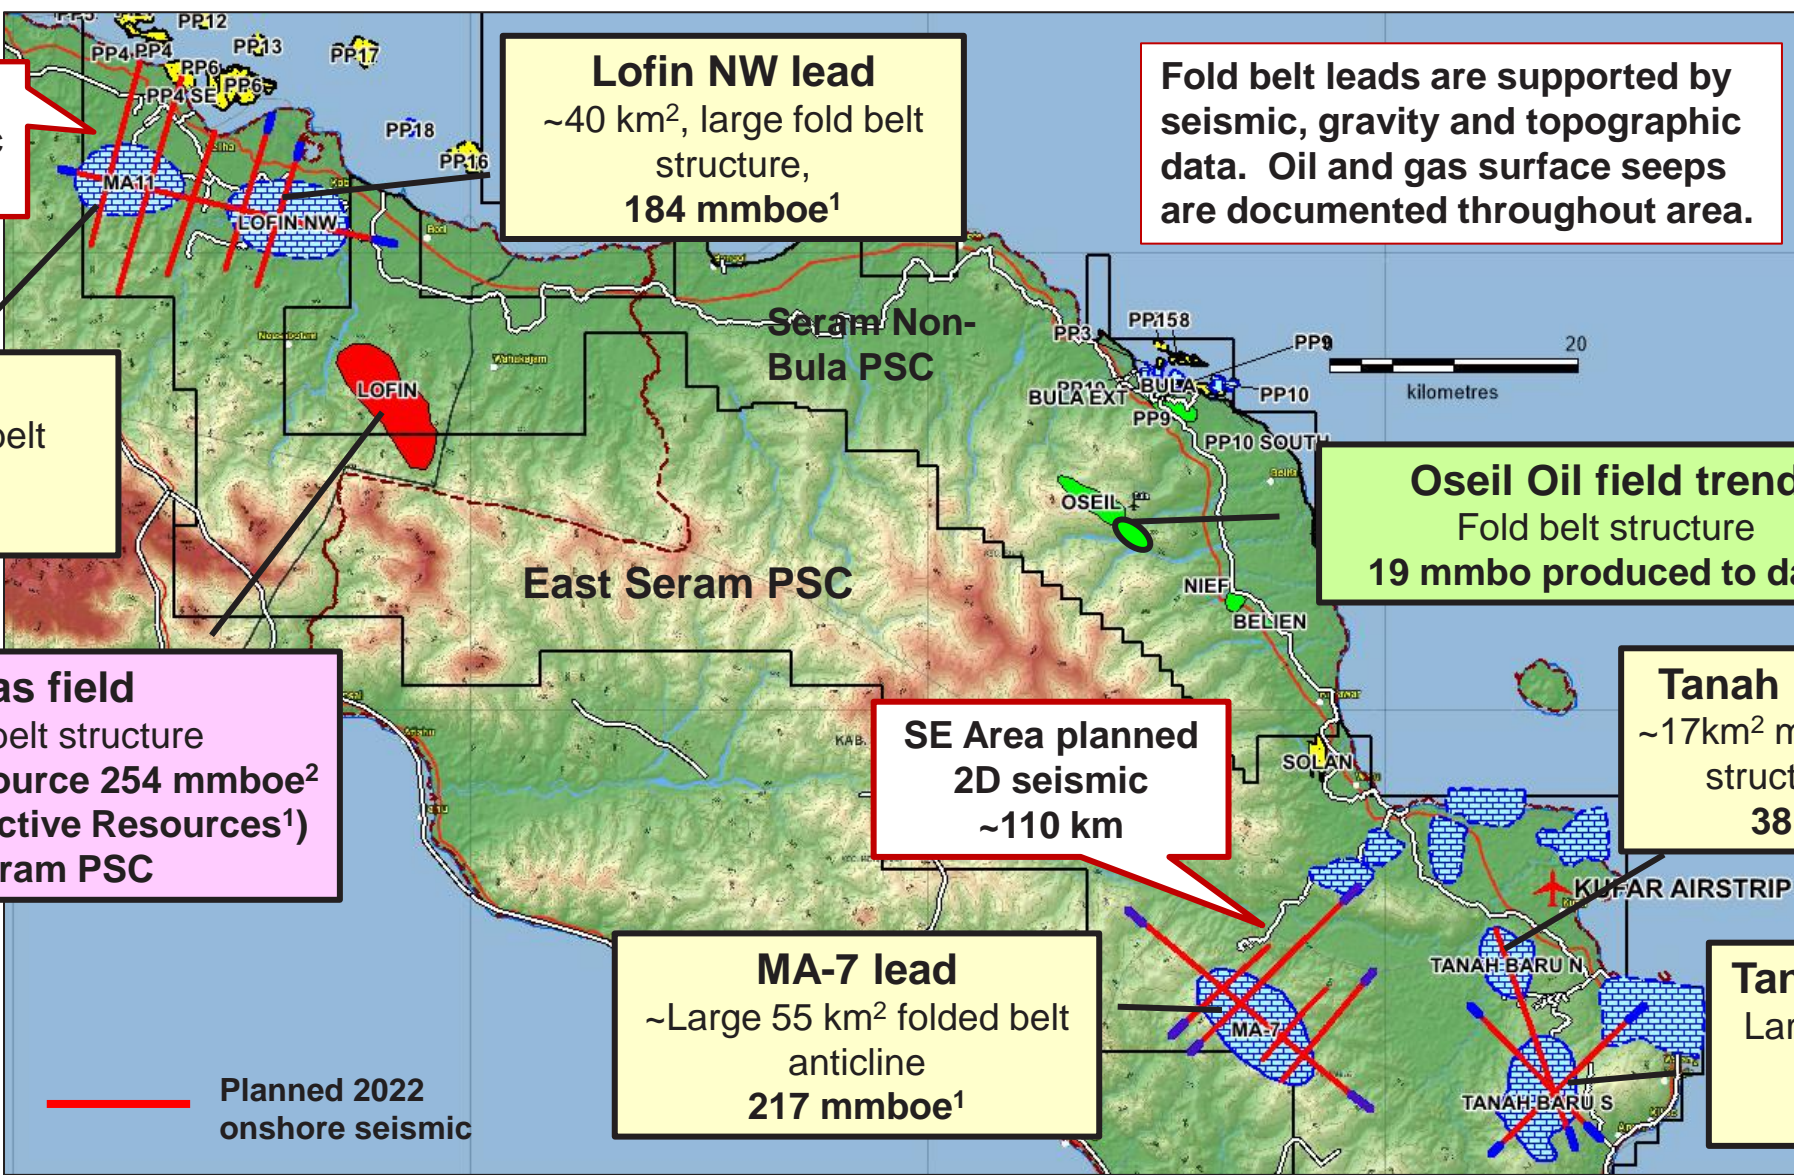 PP12
PP13
PP17
PP4 PP4
PP6
PP6
PP4 SE
PP18
PP16
MA11
LOFIN NW
Lofin NW lead
~40 km², large fold belt
structure,
184 mmboe¹
Fold belt leads are supported by
seismic, gravity and topographic
data. Oil and gas surface seeps
are documented throughout area.
Seram Non-
Bula PSC
PP3
PP158
PP9
20
kilometres
PP10
BULA
BULA EXT
PP10
PP9
PP10 SOUTH
LOFIN
belt
OSEIL
Oseil Oil field trend
Fold belt structure
19 mmbo produced to da
East Seram PSC
NIEF
BELIEN
as field
belt structure
ource 254 mmboe²
ctive Resources¹)
ram PSC
KAB.
SE Area planned
2D seismic
~110 km
SOLAN
Tanah
~17km² m
struct
38
KUFAR AIRSTRIP
TANAH BARU N
MA-7 lead
~Large 55 km² folded belt
anticline
217 mmboe¹
MA-7
Tan
Lar
TANAH BARU S
Planned 2022
onshore seismic